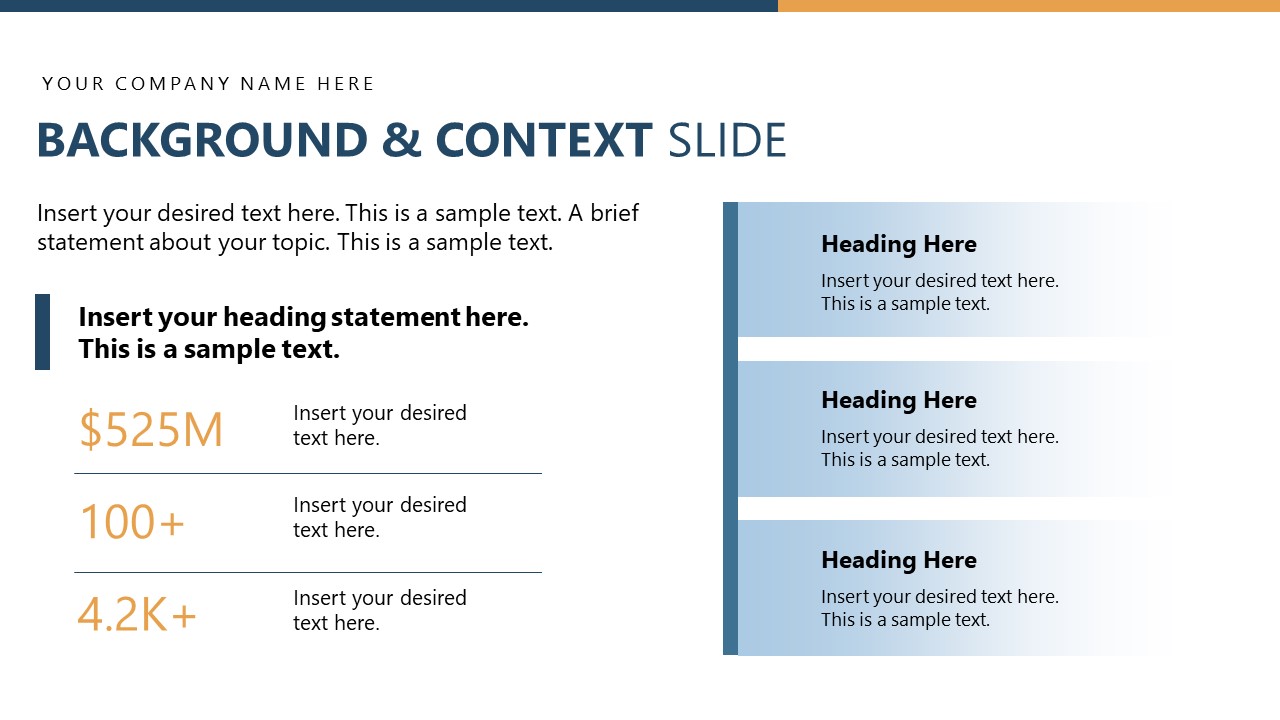 YOUR COMPANY NAME HERE
BACKGROUND & CONTEXT SLIDE
Insert your desired text here. This is a sample text. A brief
statement about your topic. This is a sample text.
Insert your heading statement here.
This is a sample text.
$525M
Insert your desired
text here.
100+
Insert your desired
text here.
4.2K+
Insert your desired
text here.
Heading Here
Insert your desired text here.
This is a sample text.
Heading Here
Insert your desired text here.
This is a sample text.
Heading Here
Insert your desired text here.
This is a sample text.